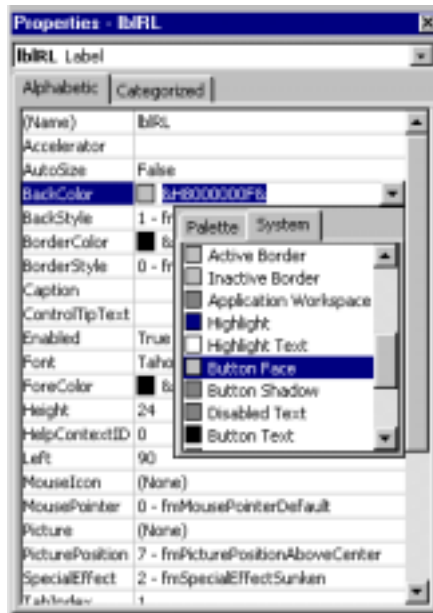 Properties - lblRL
lblRL Label
Alphabetic Categorized
(Name) lblRL
Accelerator
AutoSize False
BackColor &H8000000F&
BackStyle 1 - fm
Palette System
BorderColor &
Active Border
BorderStyle 0 - fr
Inactive Border
Caption
Application Workspace
ControlTipText
Highlight
Enabled True
Highlight Text
Font Taho
Button Face
ForeColor &
Button Shadow
Height 24
Disabled Text
HelpContextID 0
Button Text
Left 90
MouseIcon (None)
MousePointer 0 - fmMousePointerDefault
Picture (None)
PicturePosition 7 - fmPicturePositionAboveCenter
SpecialEffect 2 - fmSpecialEffectSunken
TabIndex 1